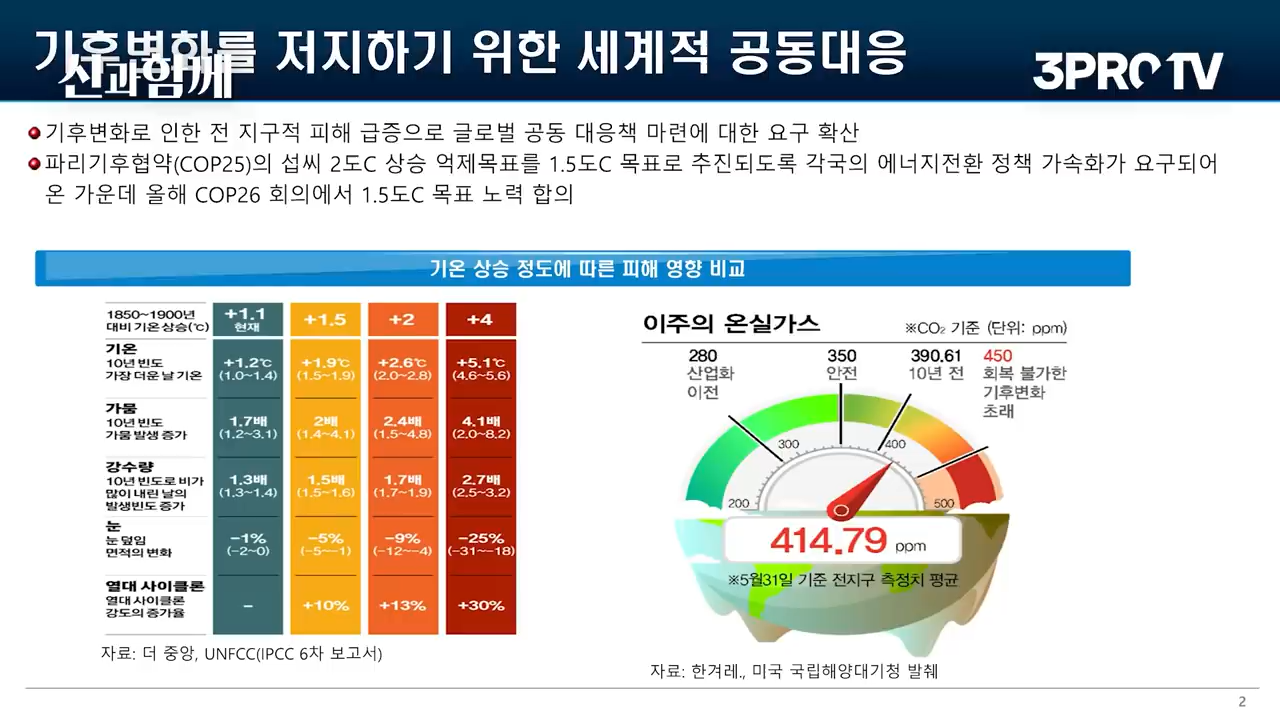 기후변화를 저지하기 위한 세계적 공동대응
신과함께
3PROTV
기후변화로 인한 전 지구적 피해 급증으로 글로벌 공동 대응책 마련에 대한 요구 확산
파리기후협약(COP25)의 섭씨 2도C 상승 억제목표를 1.5도C 목표로 추진되도록 각국의 에너지전환 정책 가속화가 요구되어
온 가운데 올해 COP26 회의에서 1.5도C 목표 노력 합의
기온 상승 정도에 따른 피해 영향 비교
1850~1900년
대비 기온 상승(℃)
+1.1
현재
+1.5
+2
+4
기온
10년 빈도
가장 더운 날 기온
+1.2℃
(1.0~1.4)
+1.9℃
(1.5~1.9)
+2.6℃
(2.0~2.8)
+5.1℃
(4.6~5.6)
가뭄
10년 빈도
가뭄 발생 증가
1.7배
(1.2~3.1)
2배
(1.4~4.1)
2.4배
(1.5~4.8)
4.1배
(2.0~8.2)
강수량
10년 빈도로 비가
많이 내린 날의
발생빈도 증가
1.3배
(1.3~1.4)
1.5배
(1.5~1.6)
1.7배
(1.7~1.9)
2.7배
(2.5~3.2)
눈
눈 덮임
면적의 변화
−1%
(−2~0)
−5%
(−5~−1)
−9%
(−12~−4)
−25%
(−31~−18)
열대 사이클론
열대 사이클론
강도의 증가율
−
+10%
+13%
+30%
자료: 더 중앙, UNFCC(IPCC 6차 보고서)
이주의 온실가스
※CO₂ 기준 (단위: ppm)
280
산업화
이전
350
안전
390.61
10년 전
450
회복 불가한
기후변화
초래
200
300
400
500
414.79 ppm
※5월31일 기준 전지구 측정치 평균
자료: 한겨레., 미국 국립해양대기청 발췌
2